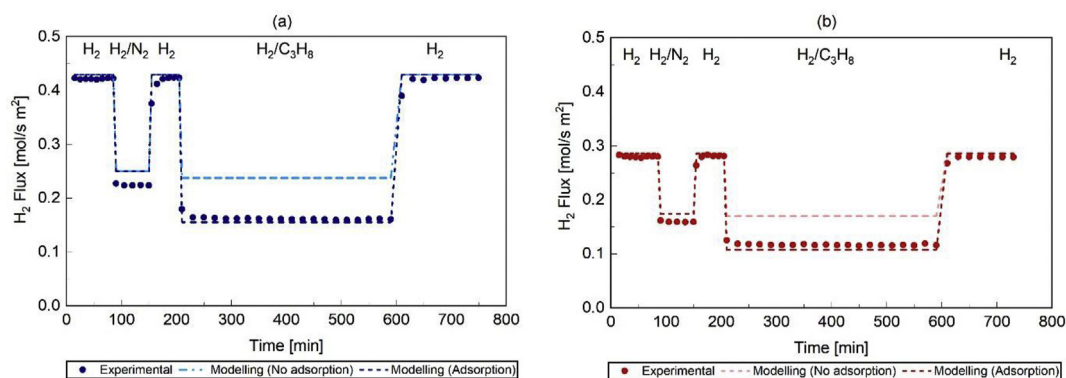 (a)
H2 H2/N2 H2 H2/C3H8 H2
H2 Flux [mol/s m²]
0.5
0.4
0.3
0.2
0.1
0.0
0 100 200 300 400 500 600 700 800
Time [min]
Experimental Modelling (No adsorption) Modelling (Adsorption)
(b)
H2 H2/N2 H2 H2/C3H8 H2
H2 Flux [mol/s m²]
0.5
0.4
0.3
0.2
0.1
0.0
0 100 200 300 400 500 600 700 800
Time [min]
Experimental Modelling (No adsorption) Modelling (Adsorption)